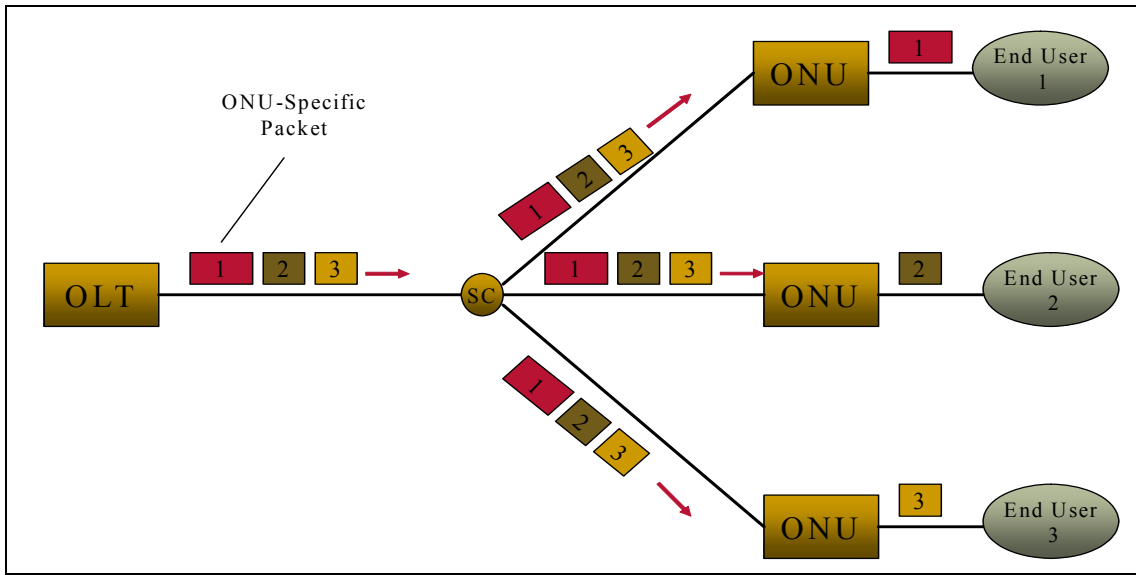 1
End User
1
ONU
ONU-Specific
Packet
1 2 3
1 2 3
OLT
SC
1 2 3
ONU
2
End User
2
1 2 3
ONU
3
End User
3